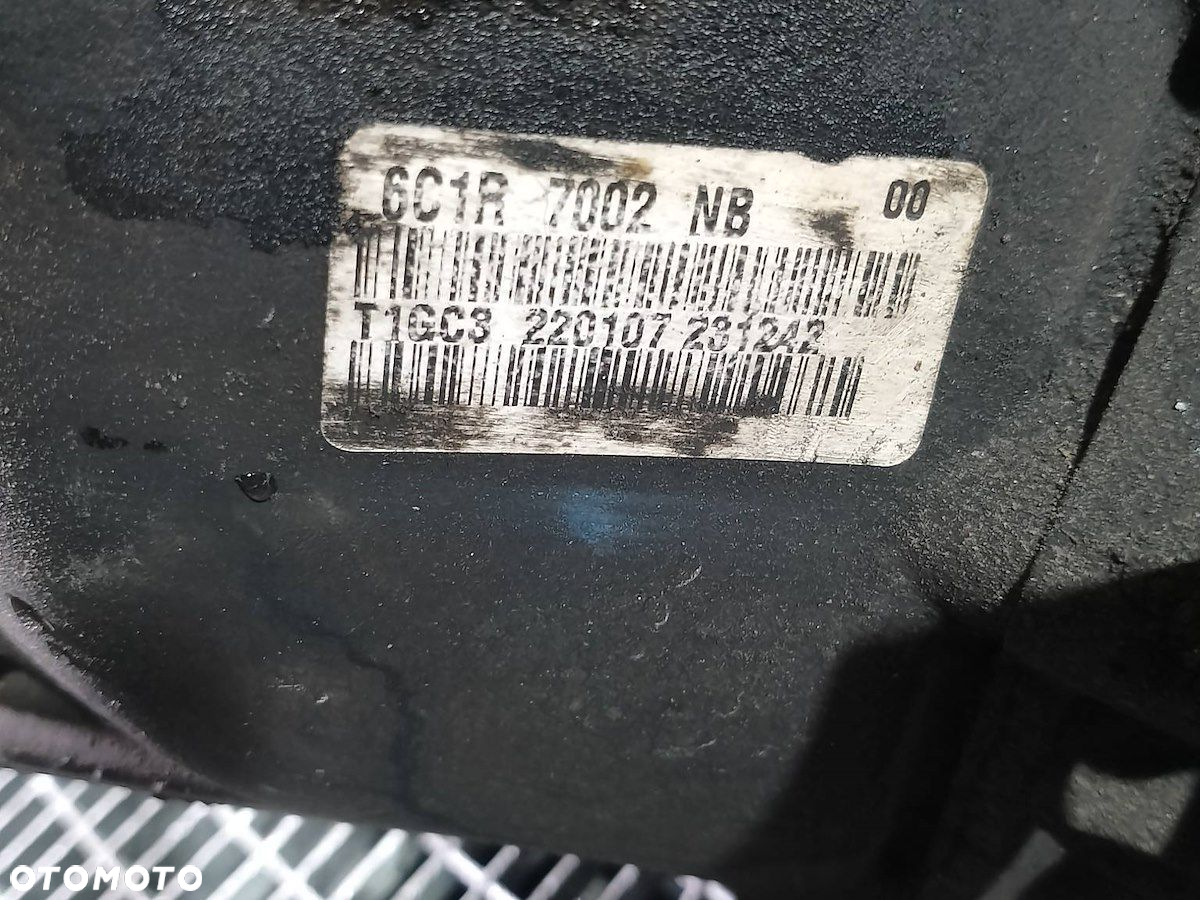 6C1R 7002 NB 00
T1GC3 220107 231242
OTOMOTO